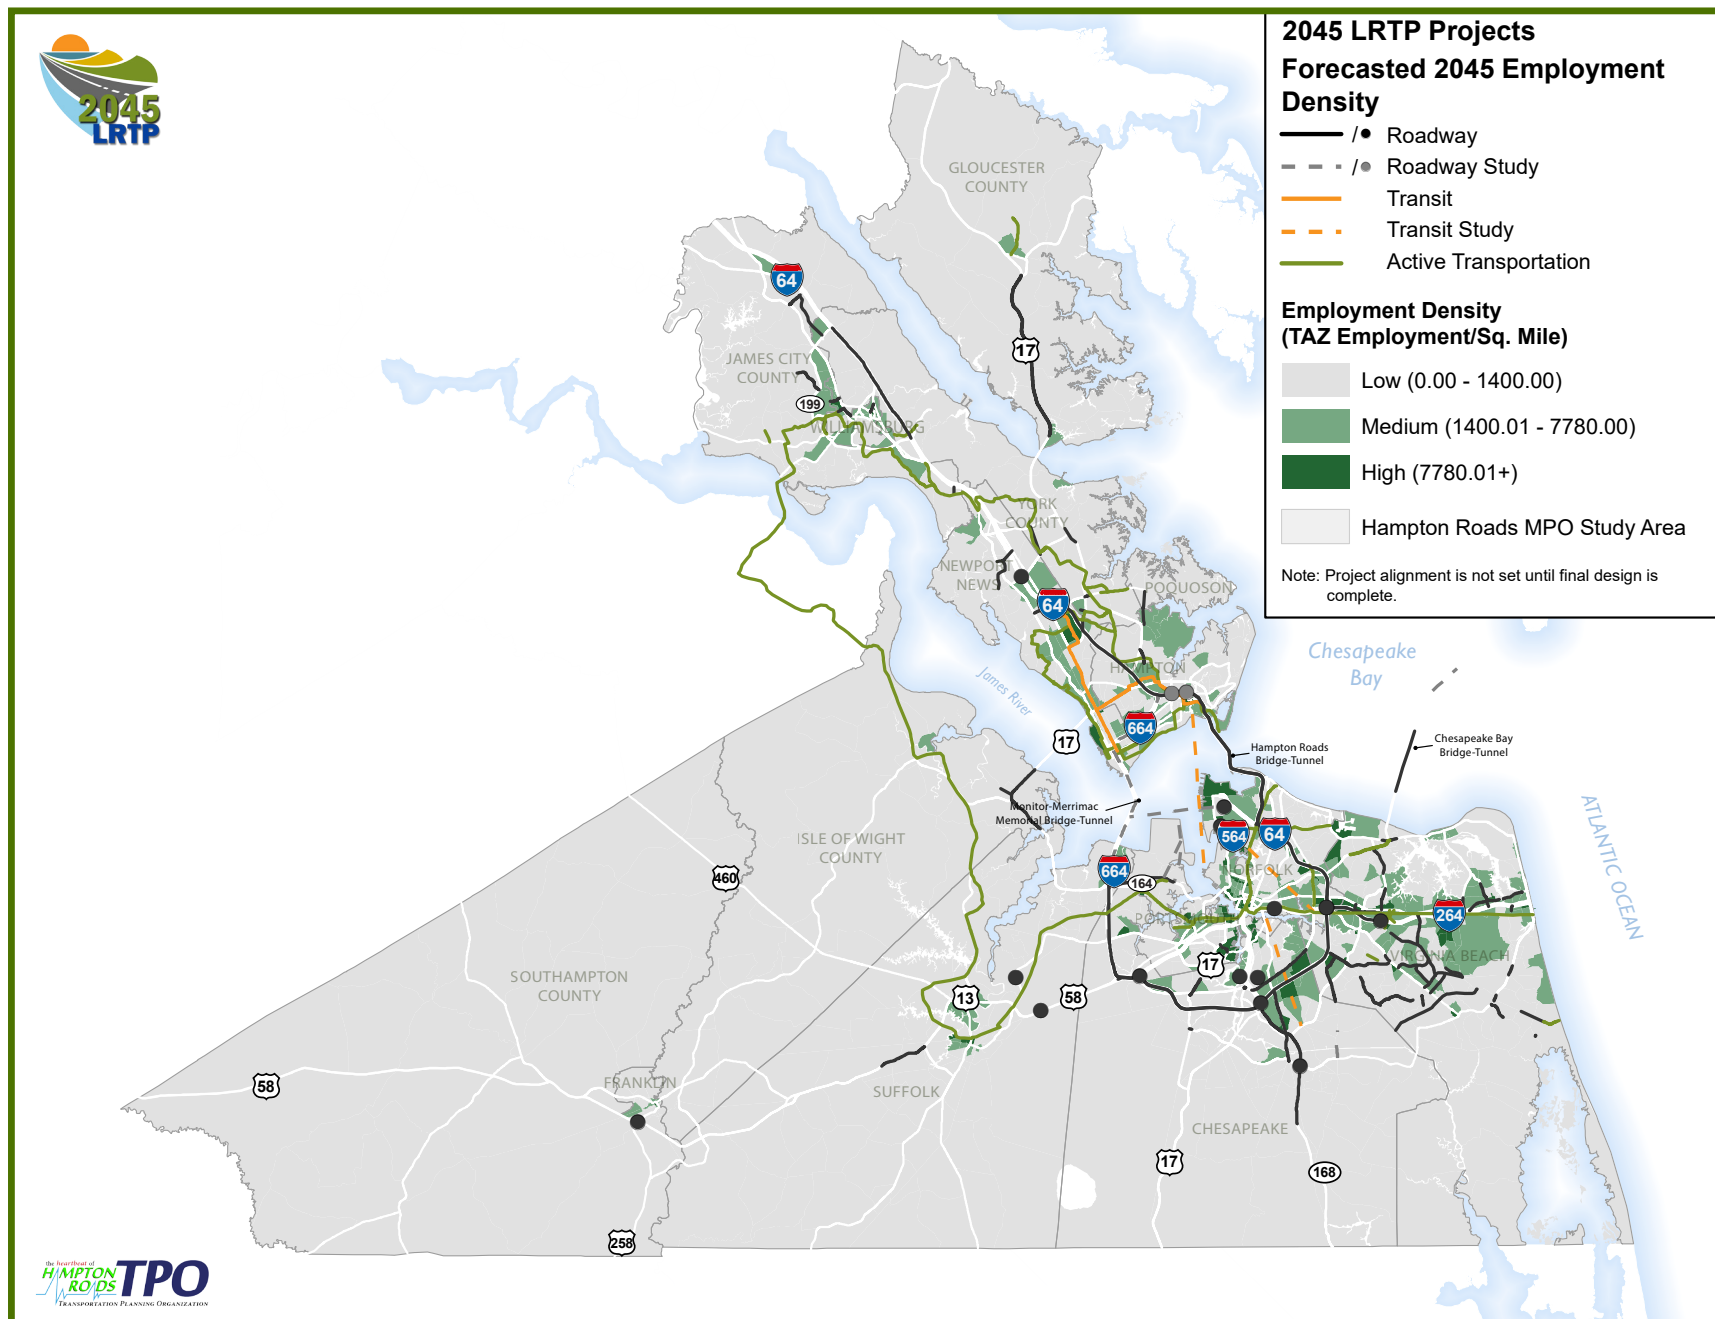 2045
LRTP
2045 LRTP Projects
Forecasted 2045 Employment
Density
/ Roadway
/ Roadway Study
Transit
Transit Study
Active Transportation
Employment Density
(TAZ Employment/Sq. Mile)
Low (0.00 - 1400.00)
Medium (1400.01 - 7780.00)
High (7780.01+)
Hampton Roads MPO Study Area
Note: Project alignment is not set until final design is
complete.
GLOUCESTER
COUNTY
64
17
JAMES CITY
COUNTY
199
WILLIAMSBURG
YORK
COUNTY
NEWPORT
NEWS
64
POQUOSON
HAMPTON
Chesapeake
Bay
James River
664
17
Hampton Roads
Bridge-Tunnel
Chesapeake Bay
Bridge-Tunnel
Monitor-Merrimac
Memorial Bridge-Tunnel
ATLANTIC OCEAN
ISLE OF WIGHT
COUNTY
564
64
460
664
164
NORFOLK
PORTSMOUTH
264
VIRGINIA BEACH
17
SOUTHAMPTON
COUNTY
13
58
58
FRANKLIN
SUFFOLK
CHESAPEAKE
17
168
258
the heartbeat of
HAMPTON
ROADS
TPO
TRANSPORTATION PLANNING ORGANIZATION